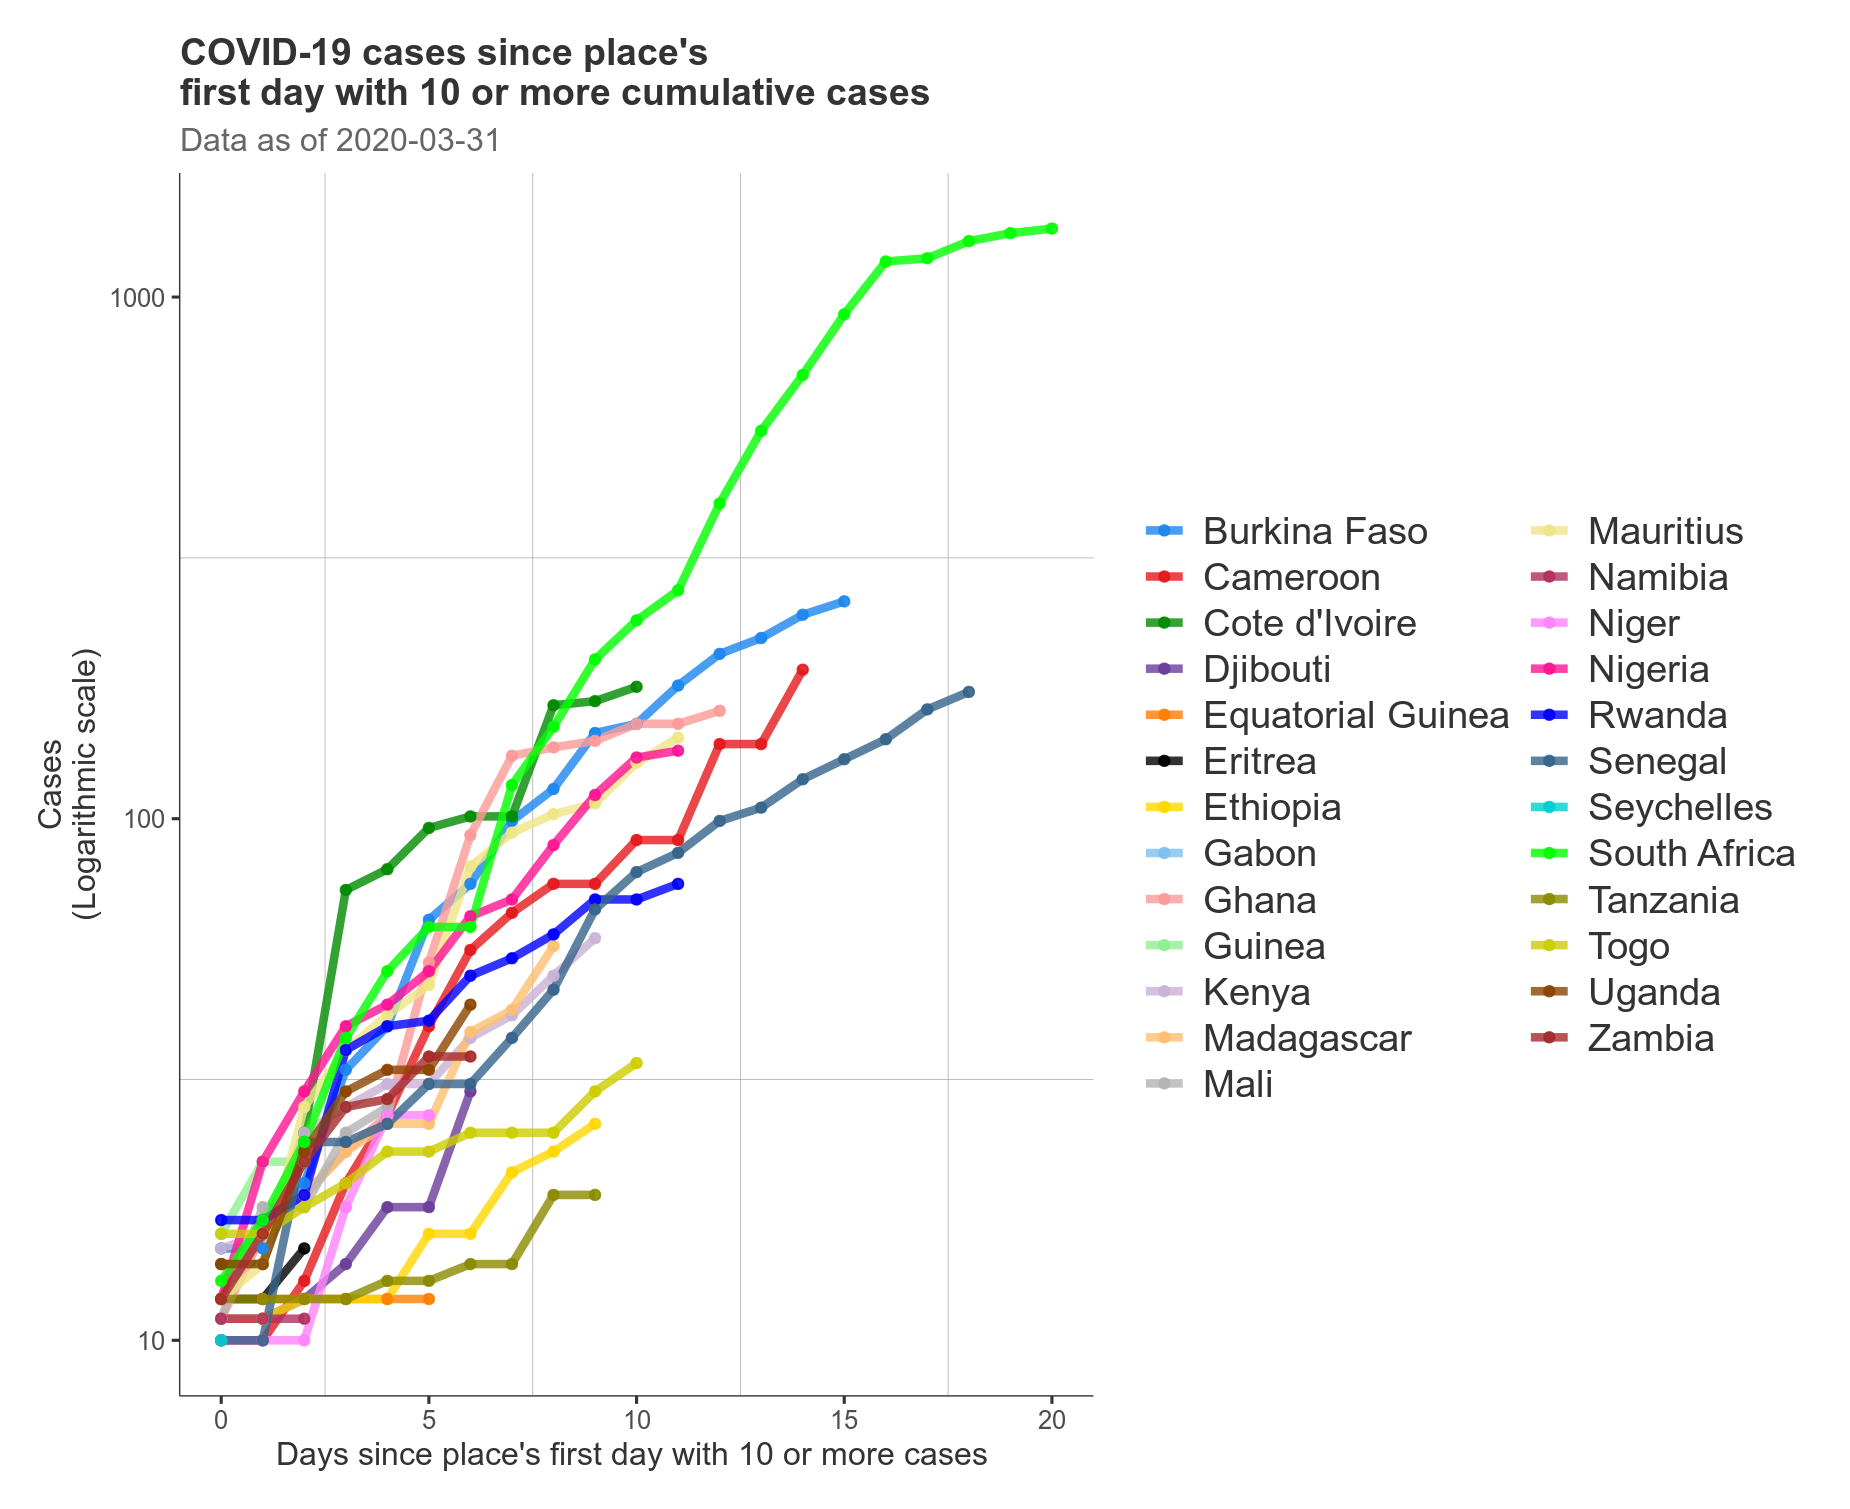 COVID-19 cases since place's
first day with 10 or more cumulative cases
Data as of 2020-03-31
1000
100
10
Cases
(Logarithmic scale)
0 5 10 15 20
Days since place's first day with 10 or more cases
Burkina Faso
Cameroon
Cote d'Ivoire
Djibouti
Equatorial Guinea
Eritrea
Ethiopia
Gabon
Ghana
Guinea
Kenya
Madagascar
Mali
Mauritius
Namibia
Niger
Nigeria
Rwanda
Senegal
Seychelles
South Africa
Tanzania
Togo
Uganda
Zambia